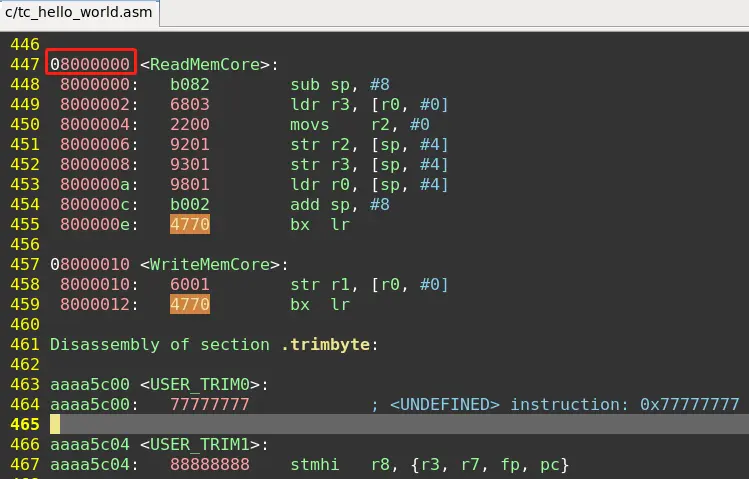 c/tc_hello_world.asm
446
447 08000000 <ReadMemCore>:
448 8000000: b082 sub sp, #8
449 8000002: 6803 ldr r3, [r0, #0]
450 8000004: 2200 movs r2, #0
451 8000006: 9201 str r2, [sp, #4]
452 8000008: 9301 str r3, [sp, #4]
453 800000a: 9801 ldr r0, [sp, #4]
454 800000c: b002 add sp, #8
455 800000e: 4770 bx lr
456
457 08000010 <WriteMemCore>:
458 8000010: 6001 str r1, [r0, #0]
459 8000012: 4770 bx lr
460
461 Disassembly of section .trimbyte:
462
463 aaaa5c00 <USER_TRIM0>:
464 aaaa5c00: 77777777 ; <UNDEFINED> instruction: 0x77777777
465
466 aaaa5c04 <USER_TRIM1>:
467 aaaa5c04: 88888888 stmhi r8, {r3, r7, fp, pc}